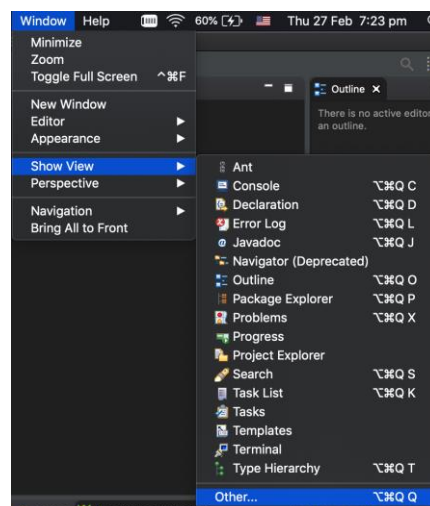 Window Help 60% Thu 27 Feb 7:23 pm
Minimize
Zoom
Toggle Full Screen ^⌘F
New Window
Editor
Appearance
Show View
Perspective
Navigation
Bring All to Front
Outline
There is no active editor
an outline.
Ant
Console ⌥⌘Q C
Declaration ⌥⌘Q D
Error Log ⌥⌘Q L
Javadoc ⌥⌘Q J
Navigator (Deprecated)
Outline ⌥⌘Q O
Package Explorer ⌥⌘Q P
Problems ⌥⌘Q X
Progress
Project Explorer
Search ⌥⌘Q S
Task List ⌥⌘Q K
Tasks
Templates
Terminal
Type Hierarchy ⌥⌘Q T
Other... ⌥⌘Q Q